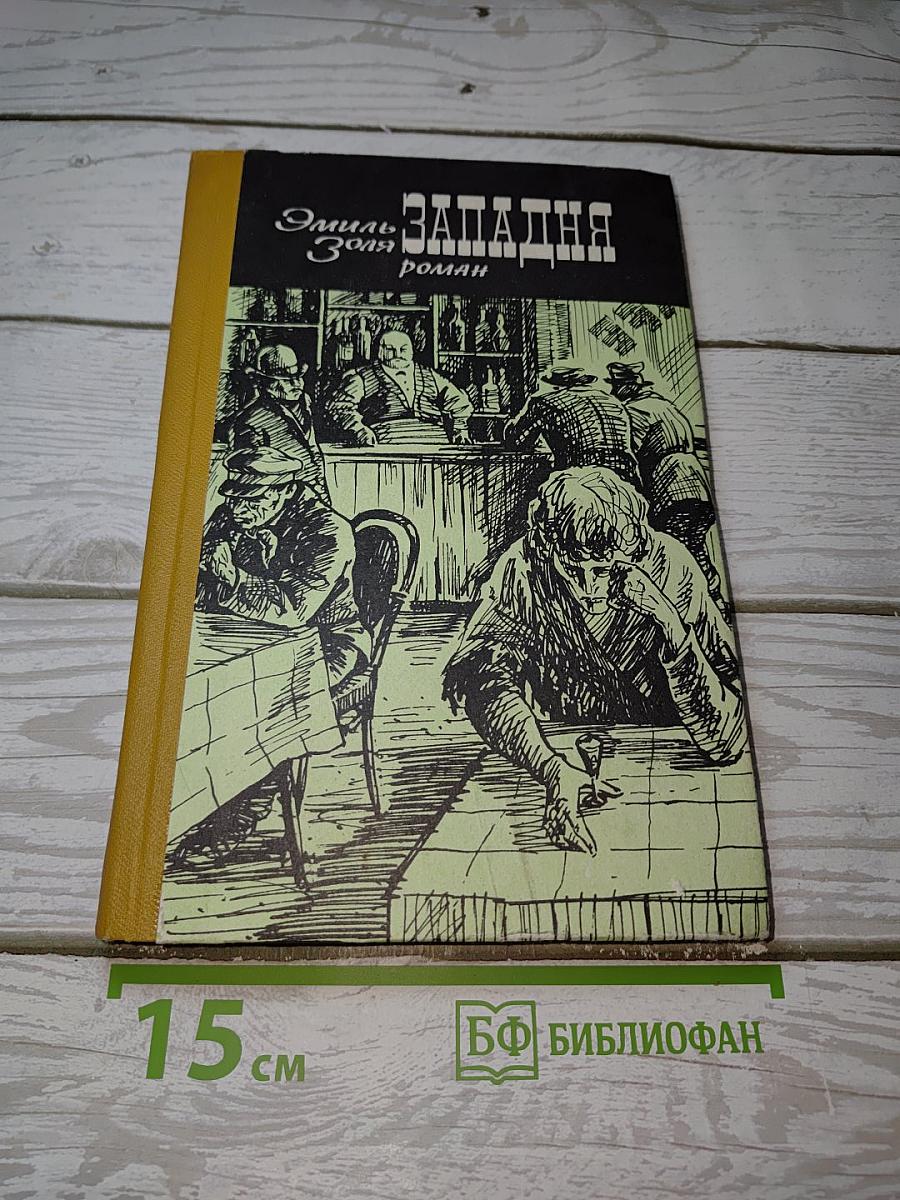 Эмиль
Золя
ЗАПАДНЯ
роман
15 см
БФ БИБЛИОФАН